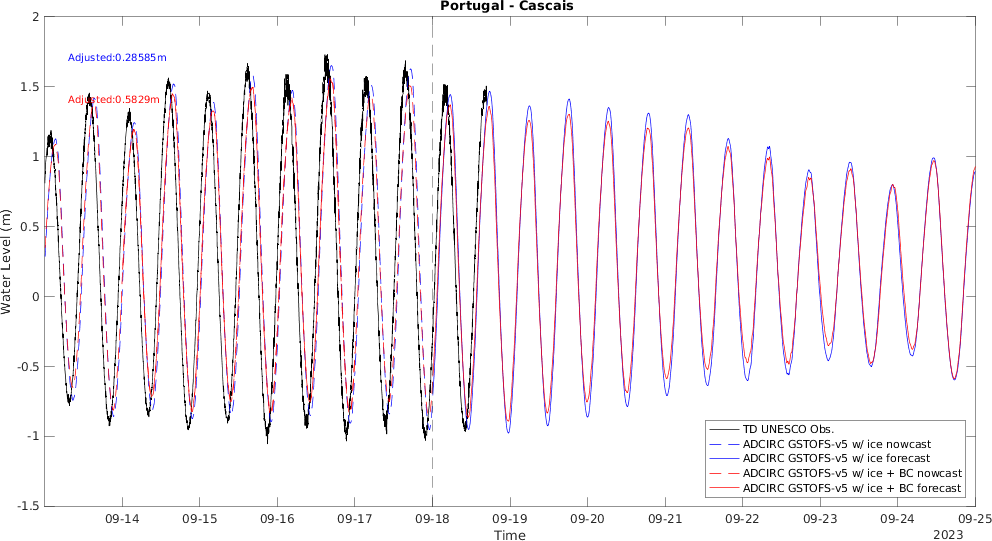 Portugal - Cascais
2
1.5
1
0.5
0
-0.5
-1
-1.5
Water Level (m)
Adjusted:0.28585m
Adjusted:0.5829m
TD UNESCO Obs.
ADCIRC GSTOFS-v5 w/ ice nowcast
ADCIRC GSTOFS-v5 w/ ice forecast
ADCIRC GSTOFS-v5 w/ ice + BC nowcast
ADCIRC GSTOFS-v5 w/ ice + BC forecast
09-14 09-15 09-16 09-17 09-18 09-19 09-20 09-21 09-22 09-23 09-24 09-25
Time
2023